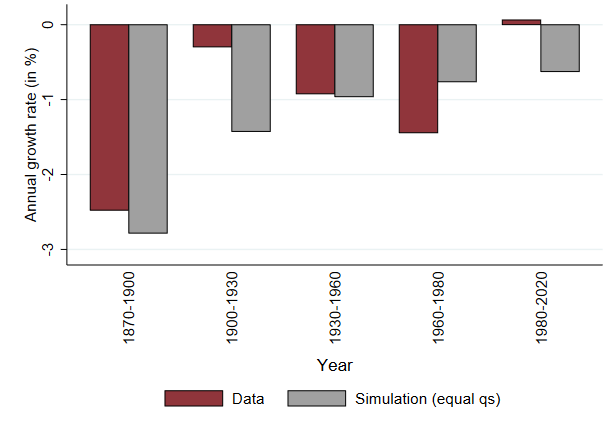 Annual growth rate (in %)
0
-1
-2
-3
1870-1900
1900-1930
1930-1960
1960-1980
1980-2020
Year
Data
Simulation (equal qs)